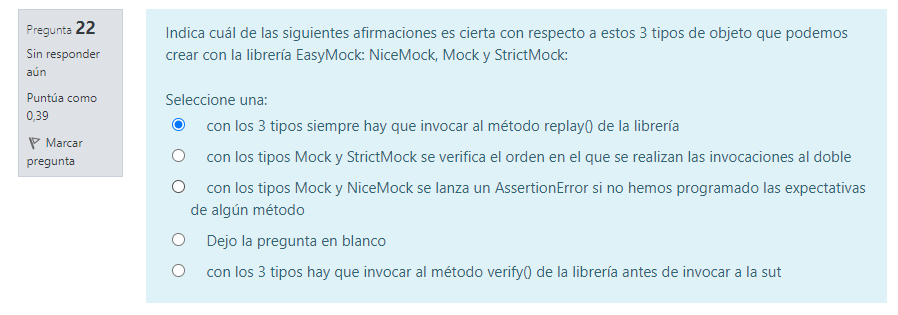 Pregunta 22
Sin responder
aún
Puntúa como
0,39
Marcar
pregunta
Indica cuál de las siguientes afirmaciones es cierta con respecto a estos 3 tipos de objeto que podemos
crear con la librería EasyMock: NiceMock, Mock y StrictMock:
Seleccione una:
con los 3 tipos siempre hay que invocar al método replay() de la librería
con los tipos Mock y StrictMock se verifica el orden en el que se realizan las invocaciones al doble
con los tipos Mock y NiceMock se lanza un AssertionError si no hemos programado las expectativas
de algún método
Dejo la pregunta en blanco
con los 3 tipos hay que invocar al método verify() de la librería antes de invocar a la sut